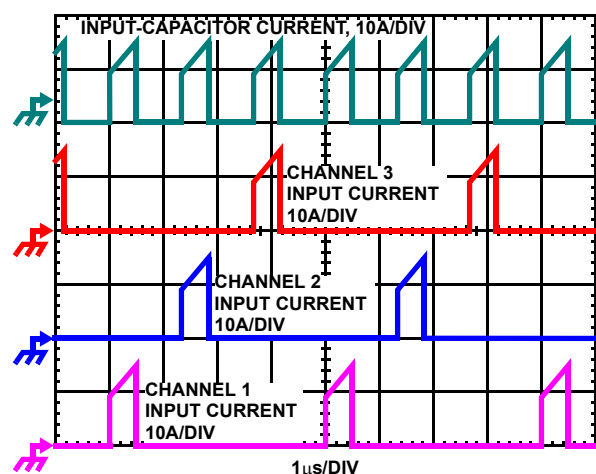 INPUT-CAPACITOR CURRENT, 10A/DIV
CHANNEL 3
INPUT CURRENT
10A/DIV
CHANNEL 2
INPUT CURRENT
10A/DIV
CHANNEL 1
INPUT CURRENT
10A/DIV
1μs/DIV